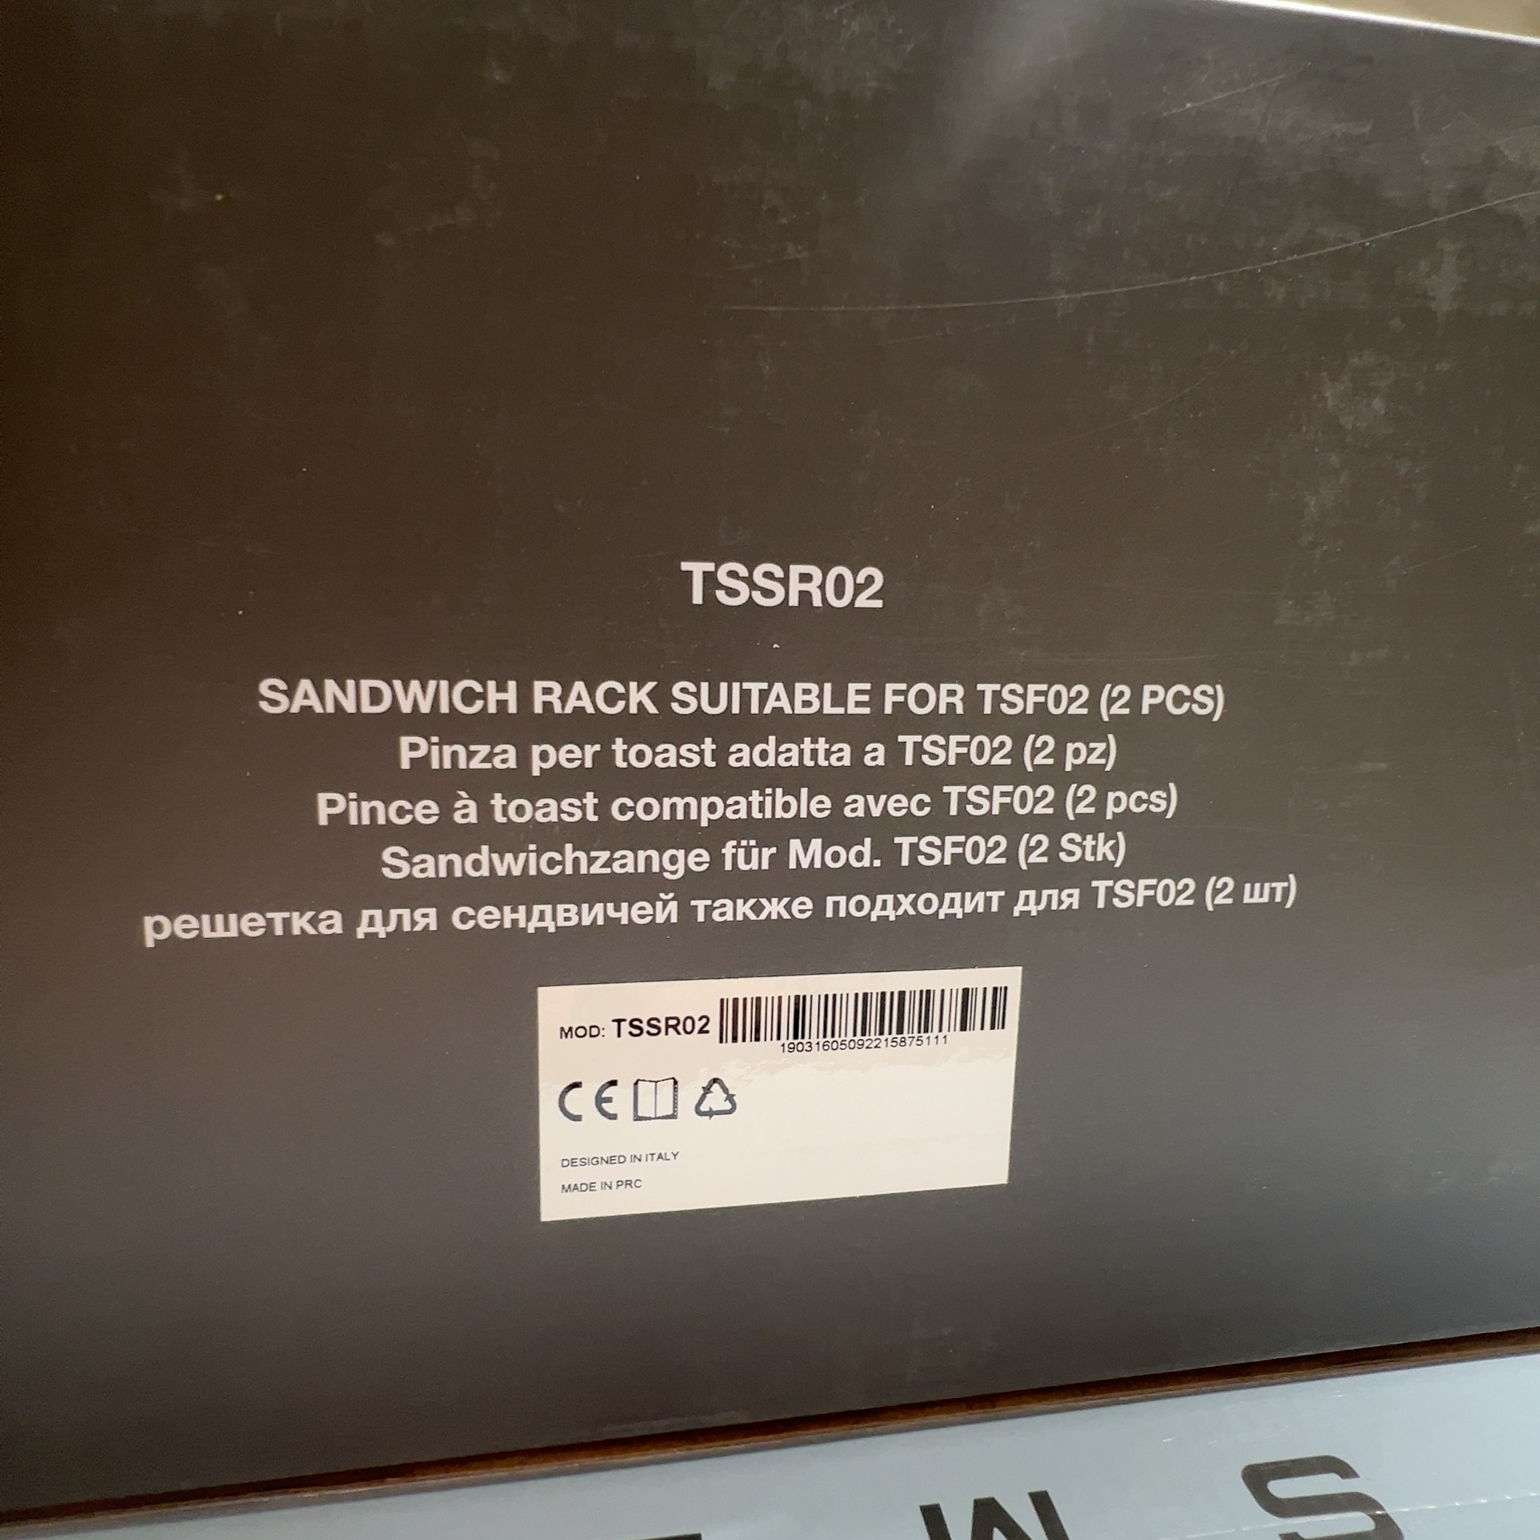 TSSR02
SANDWICH RACK SUITABLE FOR TSF02 (2 PCS)
Pinza per toast adatta a TSF02 (2 pz)
Pince à toast compatible avec TSF02 (2 pcs)
Sandwichzange für Mod. TSF02 (2 Stk)
решетка для сендвичей также подходит для TSF02 (2 шт)
MOD: TSSR02
19031605092215875111
CE
DESIGNED IN ITALY
MADE IN PRC